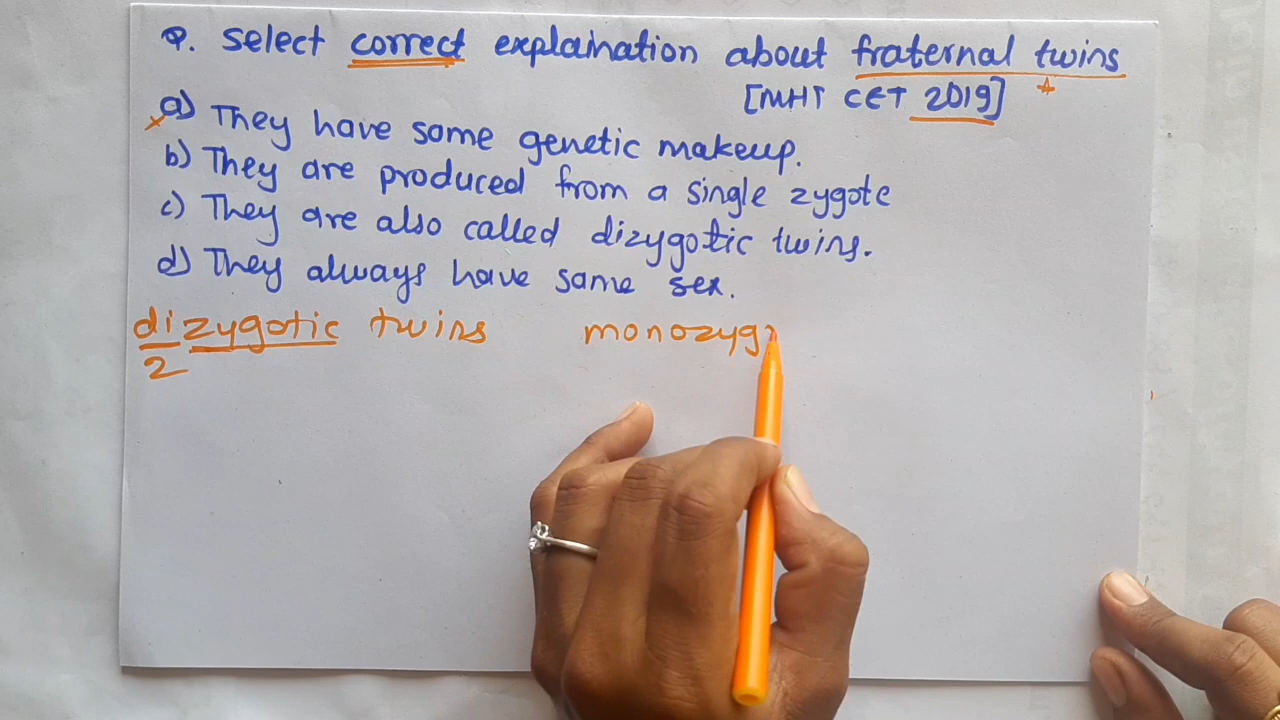 Q. select correct explaination about fraternal twins
[MHT CET 2019]
a) They have same genetic makeup.
b) They are produced from a single zygote
c) They are also called dizygotic twins.
d) They always have same sex.
dizygotic twins monozyg
2